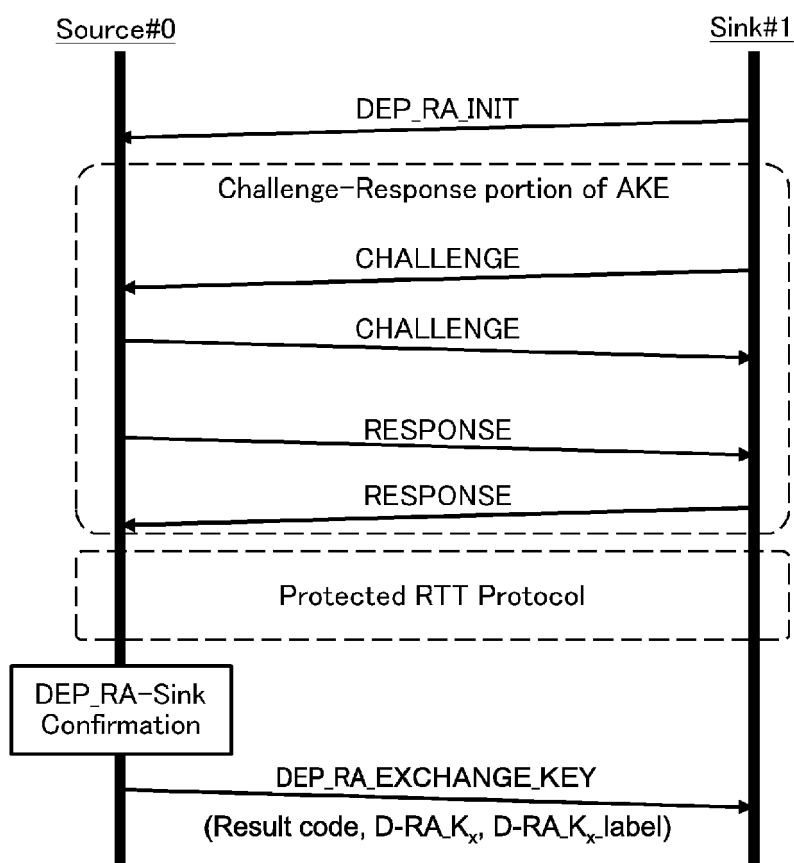 Source#0
Sink#1
DEP_RA_INIT
Challenge-Response portion of AKE
CHALLENGE
CHALLENGE
RESPONSE
RESPONSE
Protected RTT Protocol
DEP_RA-Sink
Confirmation
DEP_RA_EXCHANGE_KEY
(Result code, D-RA_Kx, D-RA_Kx_label)